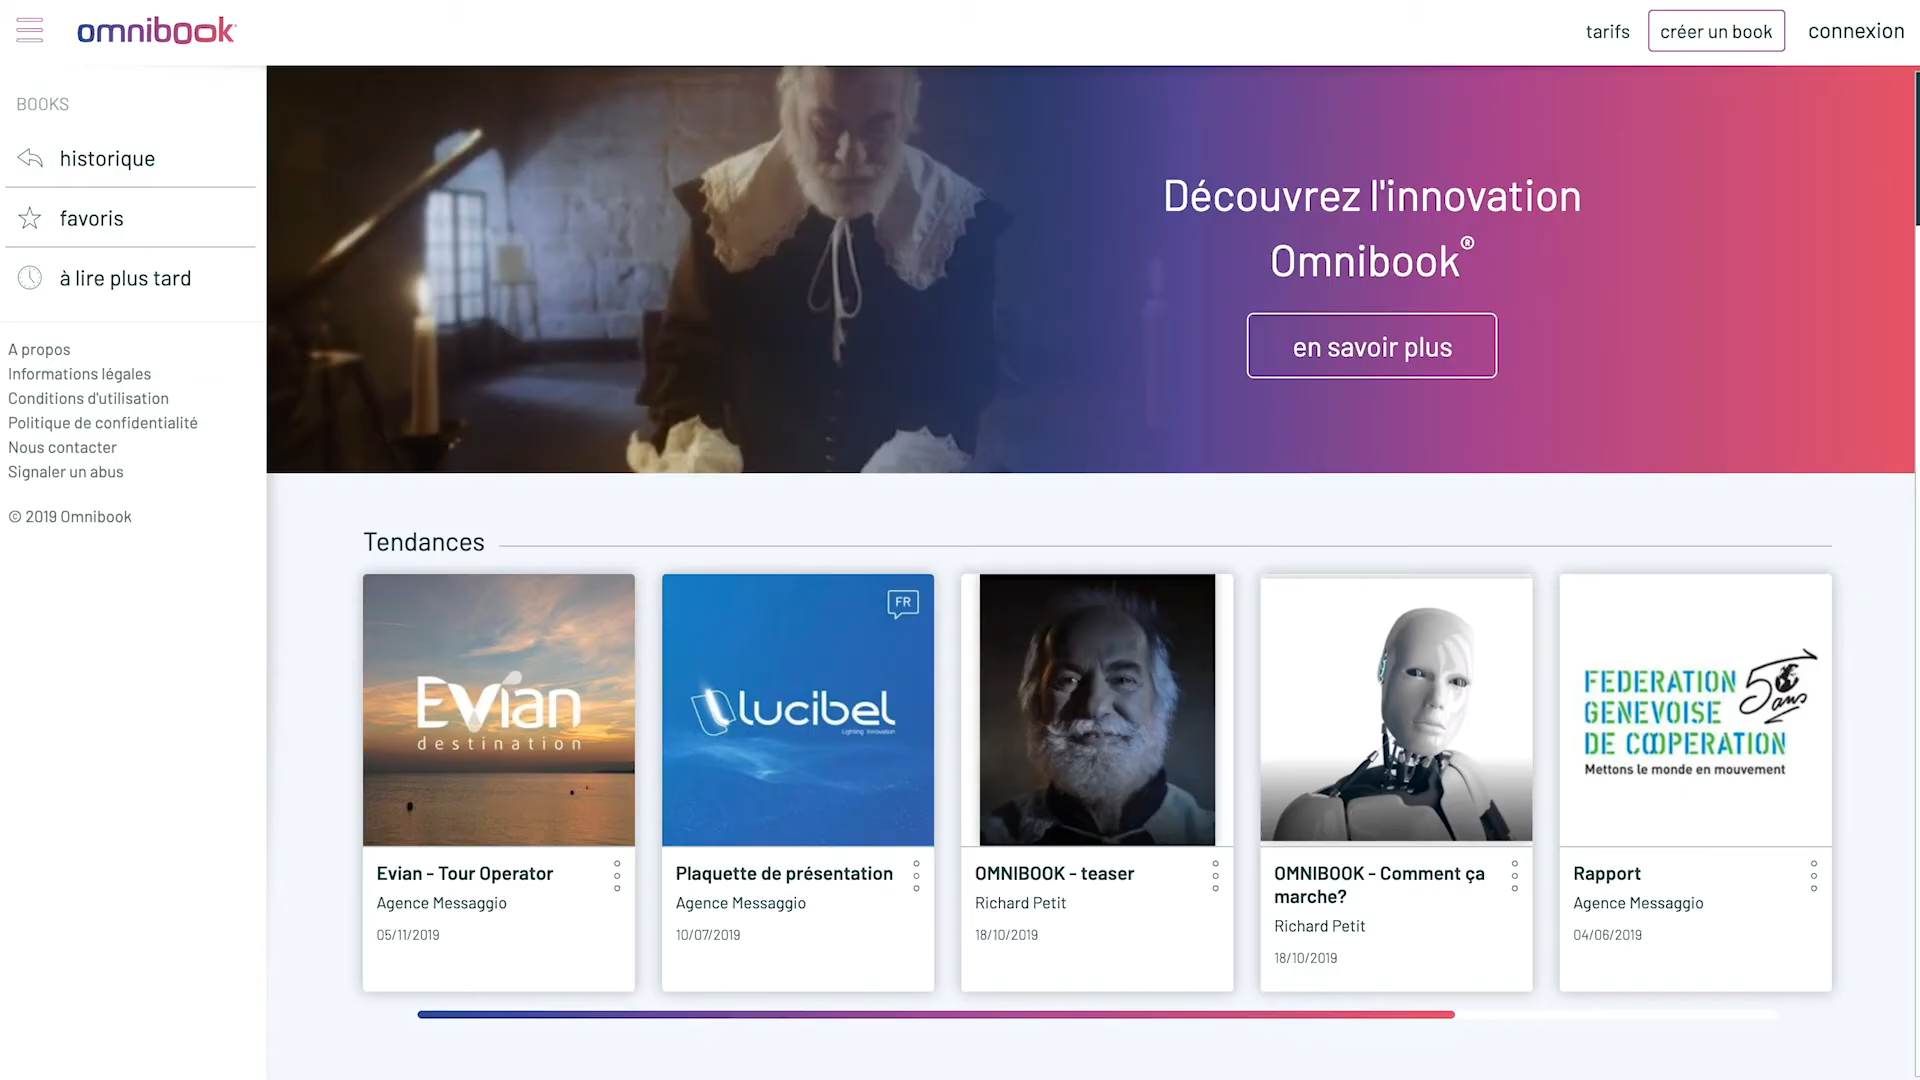 omnibook
tarifs
créer un book
connexion
BOOKS
historique
favoris
à lire plus tard
A propos
Informations légales
Conditions d'utilisation
Politique de confidentialité
Nous contacter
Signaler un abus
© 2019 Omnibook
Découvrez l'innovation
Omnibook®
en savoir plus
Tendances
Evian
destination
FR
lucibel
Lighting Innovation
FEDERATION
GENEVOISE
DE COOPERATION
50 ans
Mettons le monde en mouvement
Evian - Tour Operator
Agence Messaggio
05/11/2019
Plaquette de présentation
Agence Messaggio
10/07/2019
OMNIBOOK - teaser
Richard Petit
18/10/2019
OMNIBOOK - Comment ça
marche?
Richard Petit
18/10/2019
Rapport
Agence Messaggio
04/06/2019